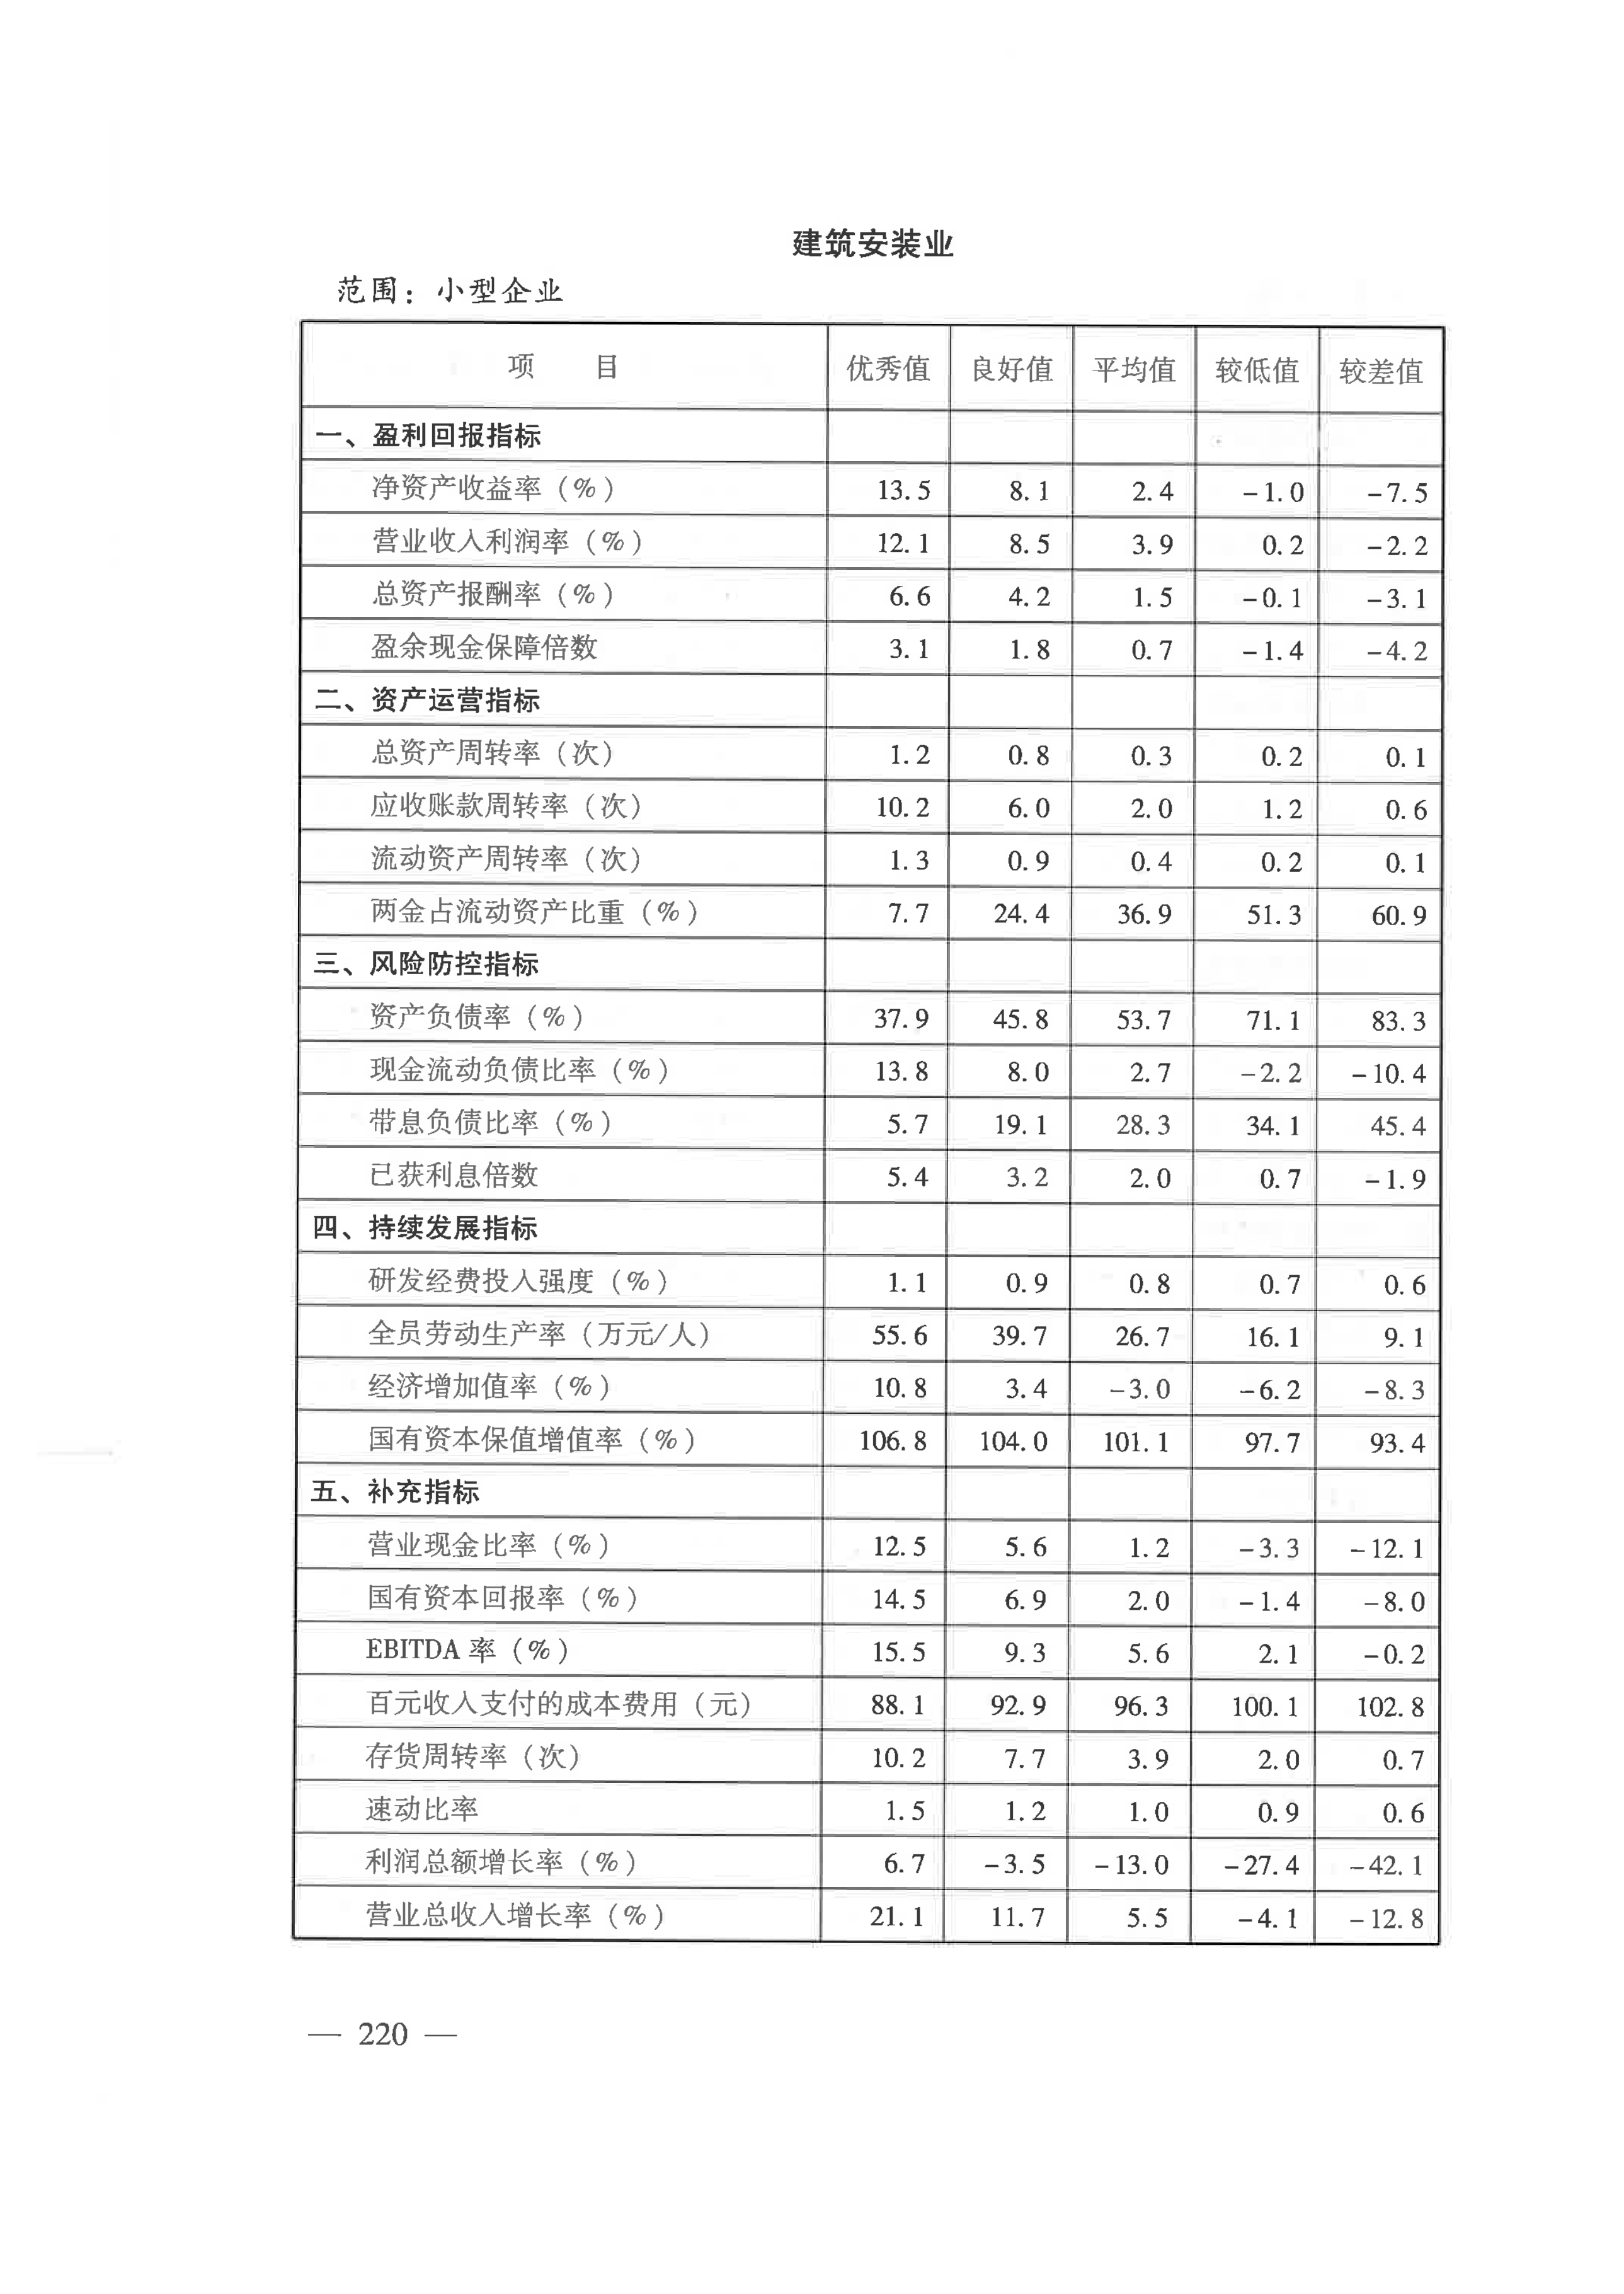 建筑安装业
范围：小型企业
项 目 优秀值 良好值 平均值 较低值 较差值
一、盈利回报指标
净资产收益率（%） 13.5 8.1 2.4 -1.0 -7.5
营业收入利润率（%） 12.1 8.5 3.9 0.2 -2.2
总资产报酬率（%） 6.6 4.2 1.5 -0.1 -3.1
盈余现金保障倍数 3.1 1.8 0.7 -1.4 -4.2
二、资产运营指标
总资产周转率（次） 1.2 0.8 0.3 0.2 0.1
应收账款周转率（次） 10.2 6.0 2.0 1.2 0.6
流动资产周转率（次） 1.3 0.9 0.4 0.2 0.1
两金占流动资产比重（%） 7.7 24.4 36.9 51.3 60.9
三、风险防控指标
资产负债率（%） 37.9 45.8 53.7 71.1 83.3
现金流动负债比率（%） 13.8 8.0 2.7 -2.2 -10.4
带息负债比率（%） 5.7 19.1 28.3 34.1 45.4
已获利息倍数 5.4 3.2 2.0 0.7 -1.9
四、持续发展指标
研发经费投入强度（%） 1.1 0.9 0.8 0.7 0.6
全员劳动生产率（万元/人） 55.6 39.7 26.7 16.1 9.1
经济增加值率（%） 10.8 3.4 -3.0 -6.2 -8.3
国有资本保值增值率（%） 106.8 104.0 101.1 97.7 93.4
五、补充指标
营业现金比率（%） 12.5 5.6 1.2 -3.3 -12.1
国有资本回报率（%） 14.5 6.9 2.0 -1.4 -8.0
EBITDA 率（%） 15.5 9.3 5.6 2.1 -0.2
百元收入支付的成本费用（元） 88.1 92.9 96.3 100.1 102.8
存货周转率（次） 10.2 7.7 3.9 2.0 0.7
速动比率 1.5 1.2 1.0 0.9 0.6
利润总额增长率（%） 6.7 -3.5 -13.0 -27.4 -42.1
营业总收入增长率（%） 21.1 11.7 5.5 -4.1 -12.8
— 220 —